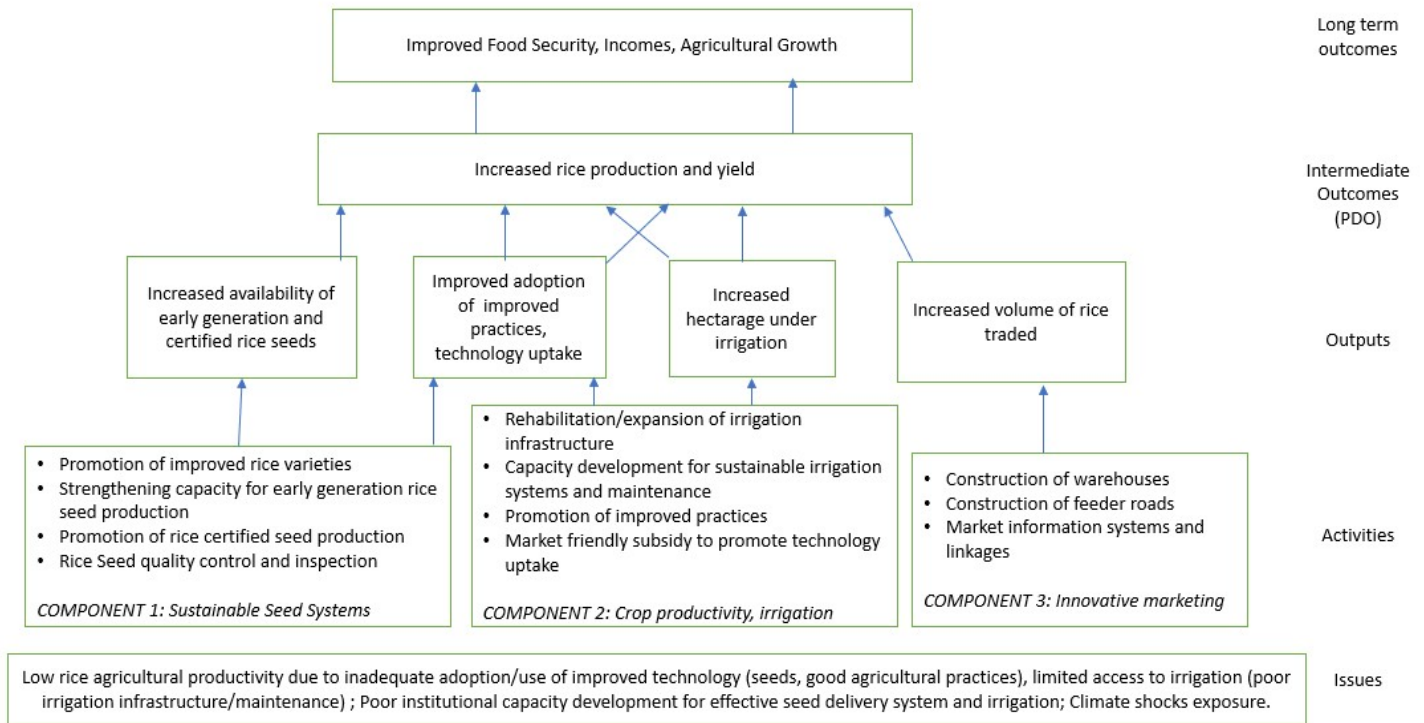 Improved Food Security, Incomes, Agricultural Growth
Long term
outcomes
Increased rice production and yield
Intermediate
Outcomes
(PDO)
Increased availability of
early generation and
certified rice seeds
Improved adoption
of improved
practices,
technology uptake
Increased
hectarage under
irrigation
Increased volume of rice
traded
Outputs
• Promotion of improved rice varieties
• Strengthening capacity for early generation rice
seed production
• Promotion of rice certified seed production
• Rice Seed quality control and inspection
COMPONENT 1: Sustainable Seed Systems
• Rehabilitation/expansion of irrigation
infrastructure
• Capacity development for sustainable irrigation
systems and maintenance
• Promotion of improved practices
• Market friendly subsidy to promote technology
uptake
COMPONENT 2: Crop productivity, irrigation
• Construction of warehouses
• Construction of feeder roads
• Market information systems and
linkages
COMPONENT 3: Innovative marketing
Activities
Low rice agricultural productivity due to inadequate adoption/use of improved technology (seeds, good agricultural practices), limited access to irrigation (poor
irrigation infrastructure/maintenance) ; Poor institutional capacity development for effective seed delivery system and irrigation; Climate shocks exposure.
Issues